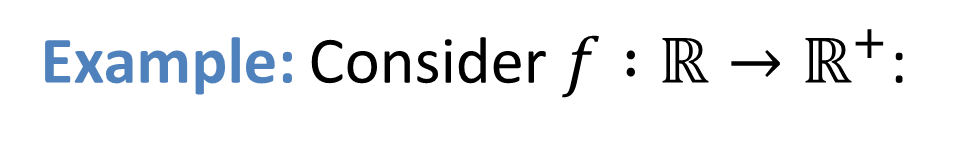 Example: Consider 𝑓 : ℝ → ℝ⁺: